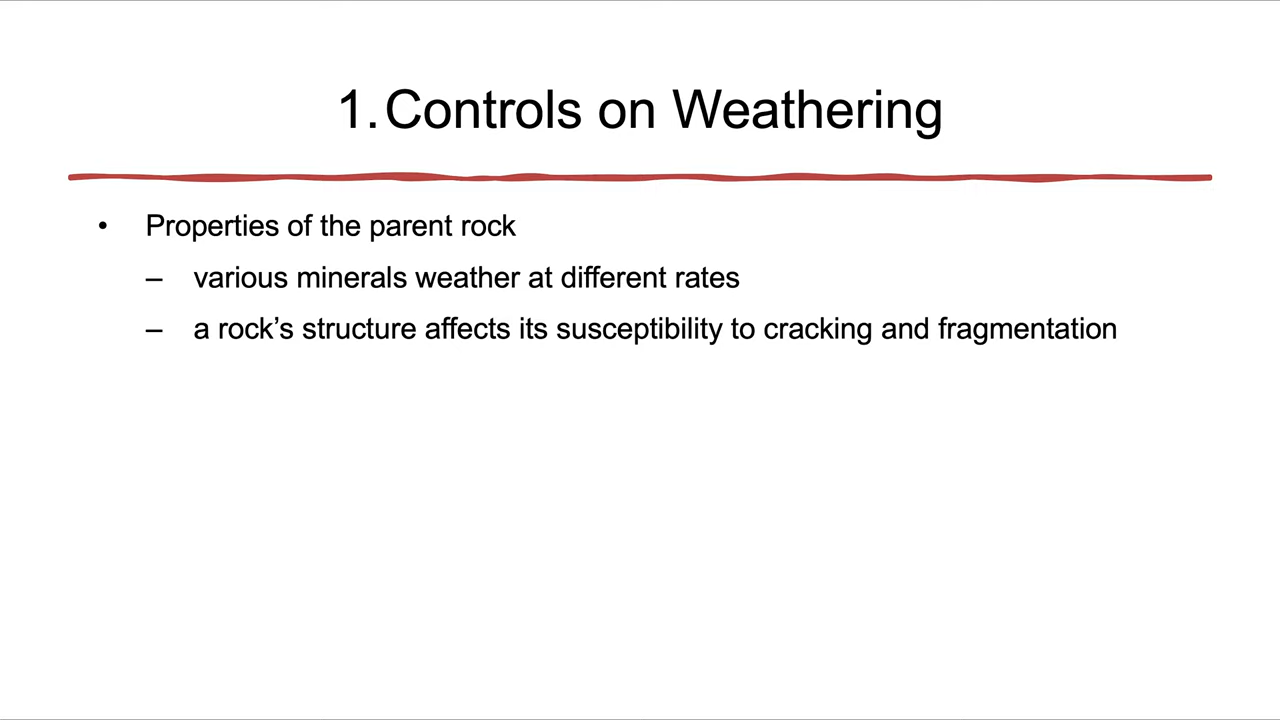 1. Controls on Weathering
• Properties of the parent rock
– various minerals weather at different rates
– a rock’s structure affects its susceptibility to cracking and fragmentation